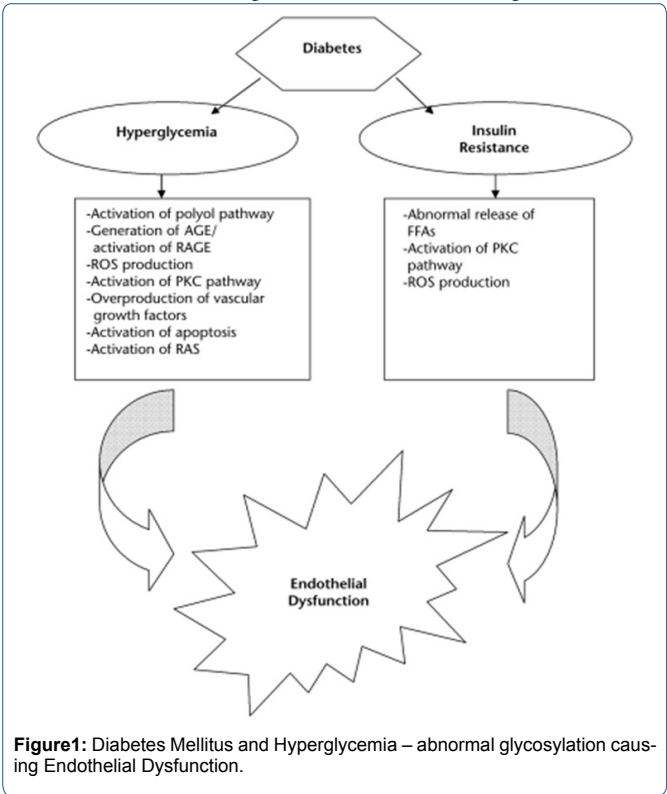 Diabetes
Hyperglycemia
Insulin
Resistance
-Activation of polyol pathway
-Generation of AGE/
activation of RAGE
-ROS production
-Activation of PKC pathway
-Overproduction of vascular
growth factors
-Activation of apoptosis
-Activation of RAS
-Abnormal release of
FFAs
-Activation of PKC
pathway
-ROS production
Endothelial
Dysfunction
Figure1: Diabetes Mellitus and Hyperglycemia – abnormal glycosylation caus-
ing Endothelial Dysfunction.